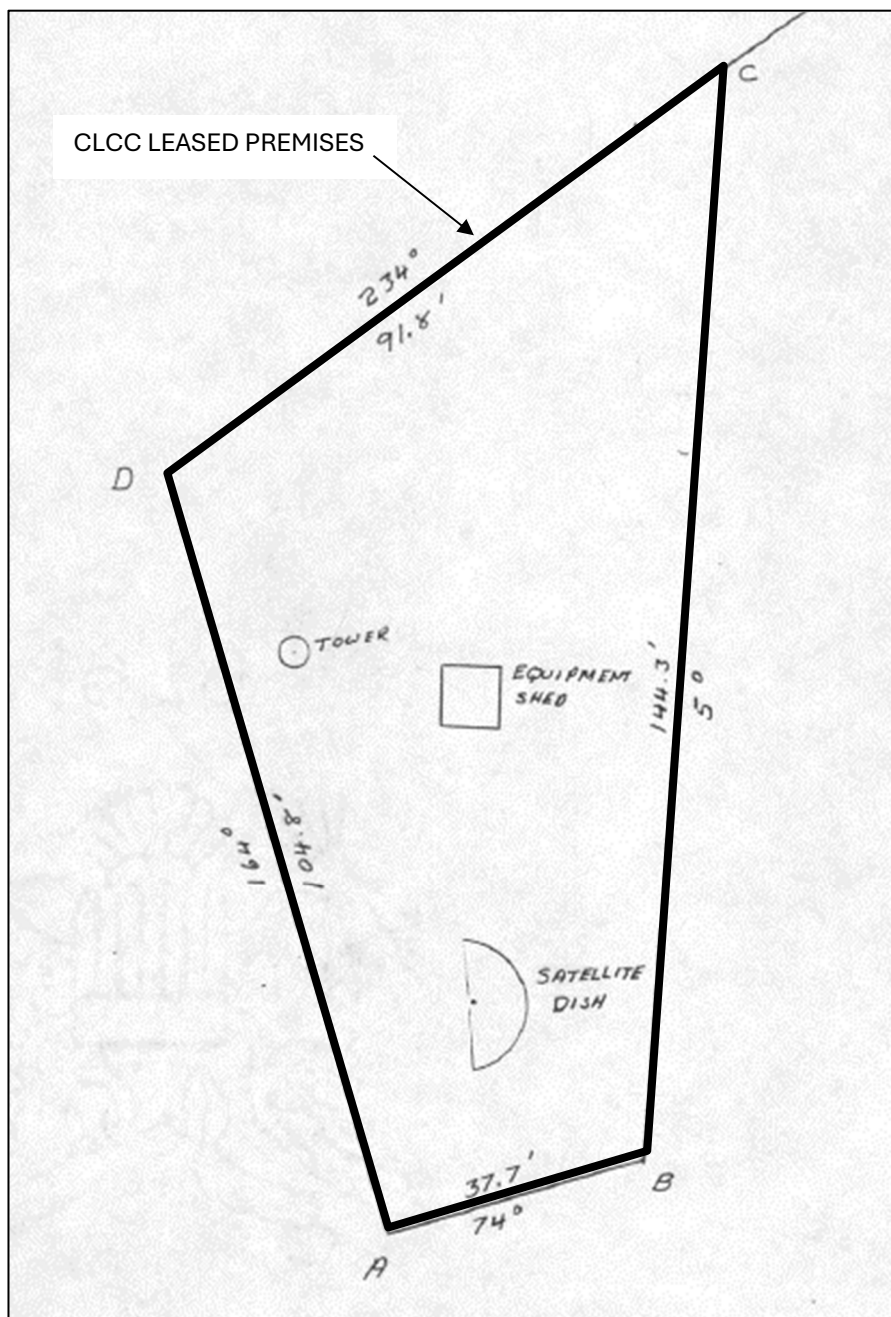 C
CLCC LEASED PREMISES
234°
91.8'
D
TOWER
EQUIPMENT
SHED
144.3'
5°
104.8'
164°
SATELLITE
DISH
37.7'
74°
B
A